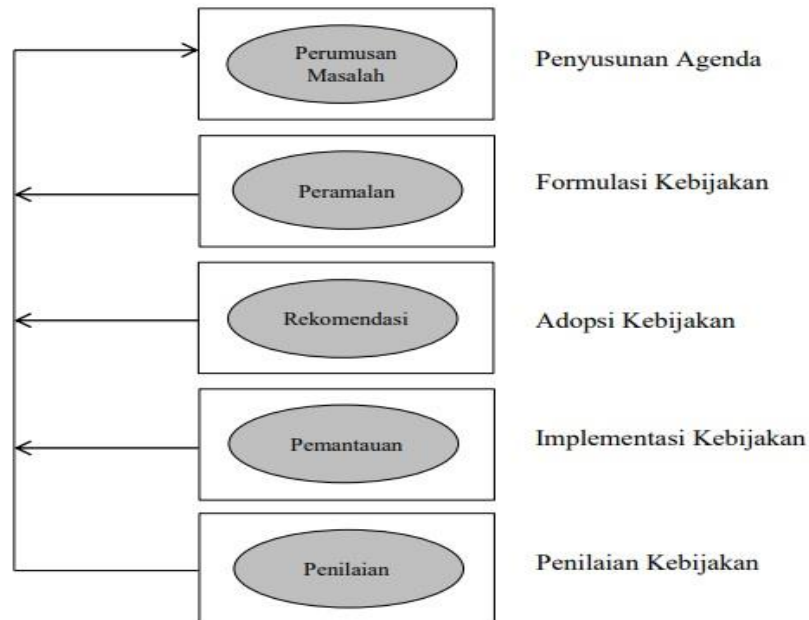 Perumusan
Masalah
Penyusunan Agenda
Peramalan
Formulasi Kebijakan
Rekomendasi
Adopsi Kebijakan
Pemantauan
Implementasi Kebijakan
Penilaian
Penilaian Kebijakan